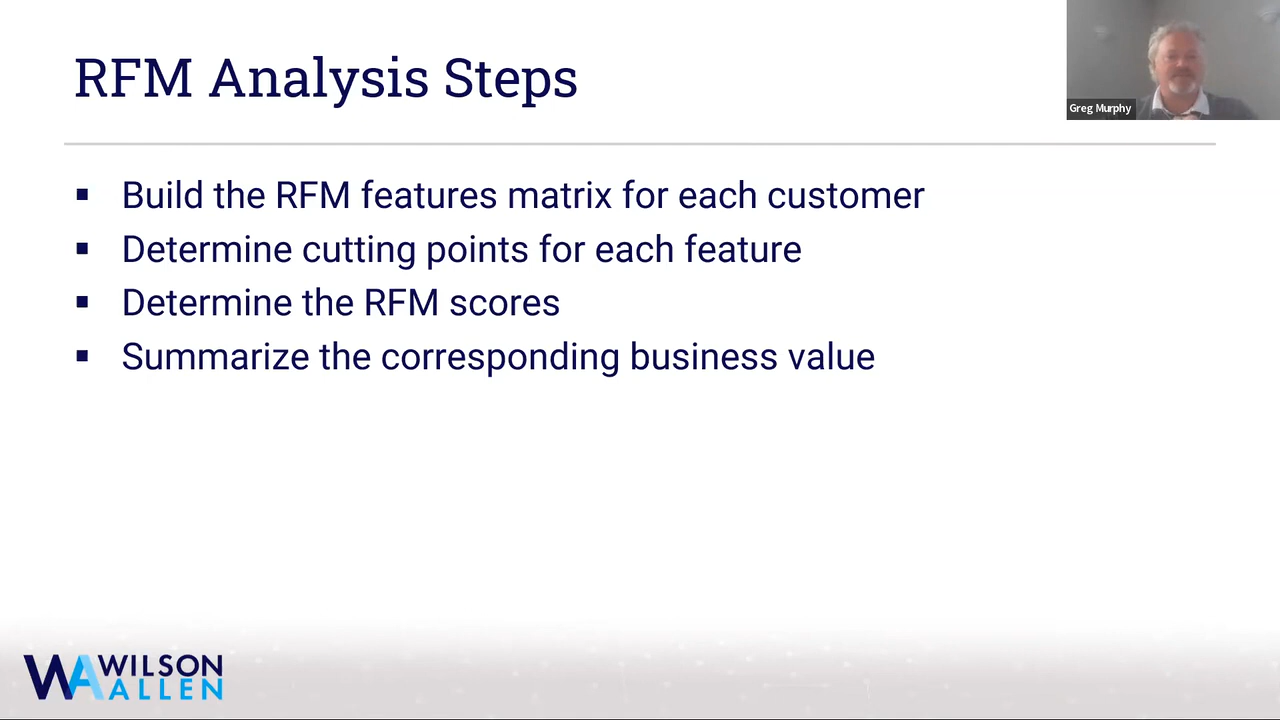 RFM Analysis Steps
Greg Murphy
▪ Build the RFM features matrix for each customer
▪ Determine cutting points for each feature
▪ Determine the RFM scores
▪ Summarize the corresponding business value
WA WILSON
ALLEN